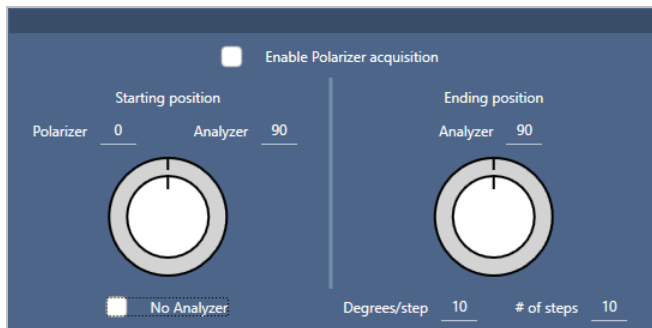 Enable Polarizer acquisition
Starting position
Polarizer 0 Analyzer 90
No Analyzer
Ending position
Analyzer 90
Degrees/step 10 # of steps 10